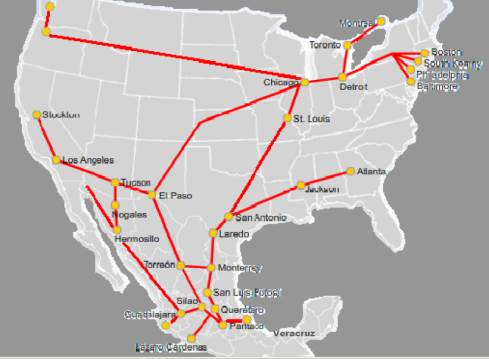 Montreal
Toronto
Boston
South Kearny
Philadelphia
Baltimore
Chicago
Detroit
St. Louis
Stockton
Los Angeles
Tucson
Atlanta
El Paso
Jackson
Nogales
San Antonio
Hermosillo
Laredo
Torreón
Monterrey
San Luis Potosí
Silao
Querétaro
Guadalajara
Pantaco
Veracruz
Lázaro Cárdenas